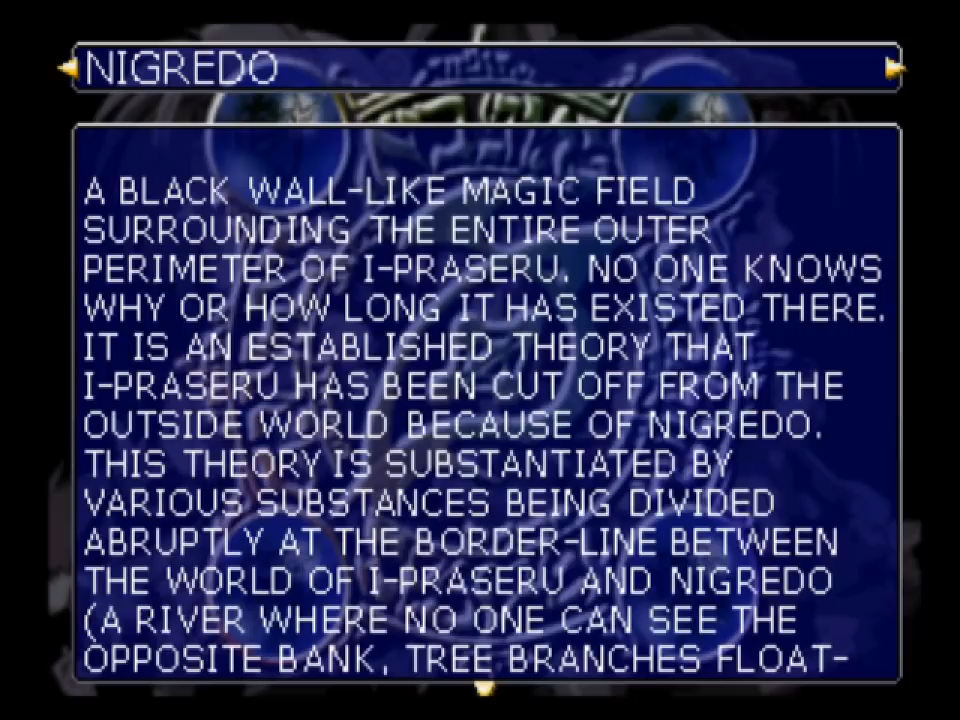 NIGREDO
A BLACK WALL-LIKE MAGIC FIELD
SURROUNDING THE ENTIRE OUTER
PERIMETER OF I-PRASERU. NO ONE KNOWS
WHY OR HOW LONG IT HAS EXISTED THERE.
IT IS AN ESTABLISHED THEORY THAT
I-PRASERU HAS BEEN CUT OFF FROM THE
OUTSIDE WORLD BECAUSE OF NIGREDO.
THIS THEORY IS SUBSTANTIATED BY
VARIOUS SUBSTANCES BEING DIVIDED
ABRUPTLY AT THE BORDER-LINE BETWEEN
THE WORLD OF I-PRASERU AND NIGREDO
(A RIVER WHERE NO ONE CAN SEE THE
OPPOSITE BANK, TREE BRANCHES FLOAT-